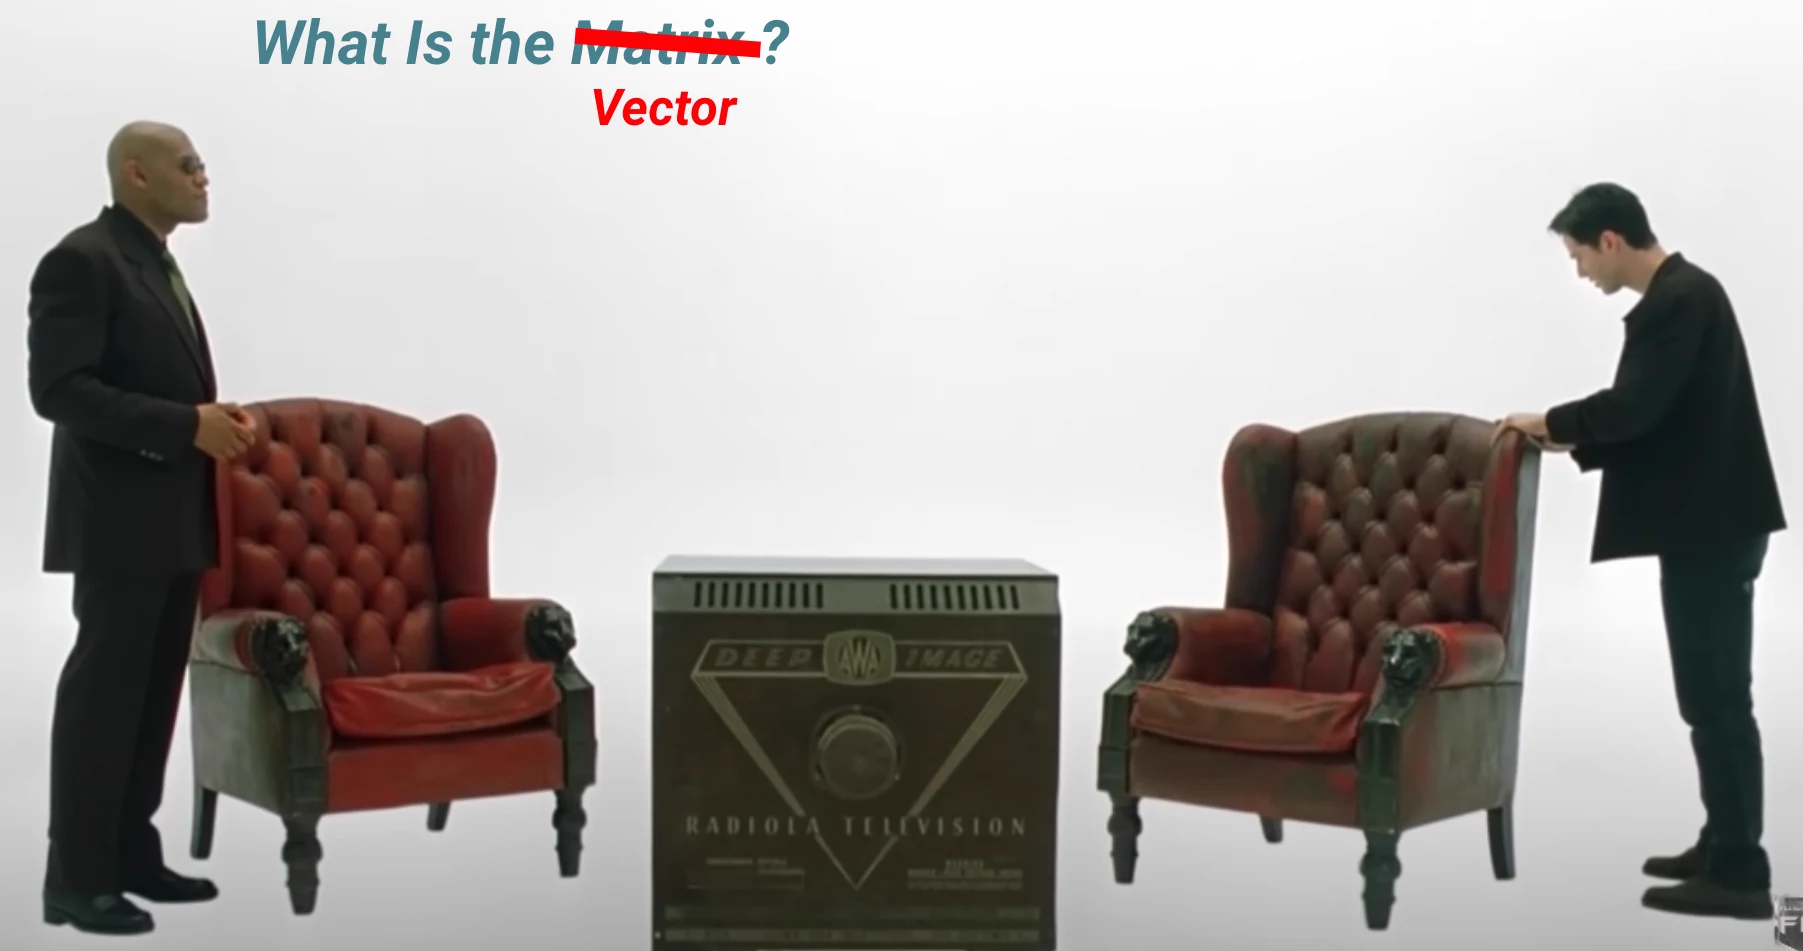 What Is the Matrix ?
Vector
DEEP AWA IMAGE
RADIOLA TELEVISION